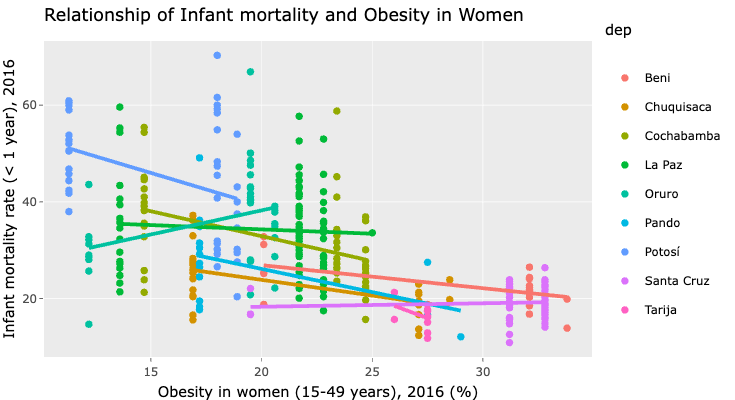 Relationship of Infant mortality and Obesity in Women
dep
Beni
Chuquisaca
Cochabamba
La Paz
Oruro
Pando
Potosí
Santa Cruz
Tarija
Infant mortality rate (< 1 year), 2016
60
40
20
15
20
25
30
Obesity in women (15-49 years), 2016 (%)